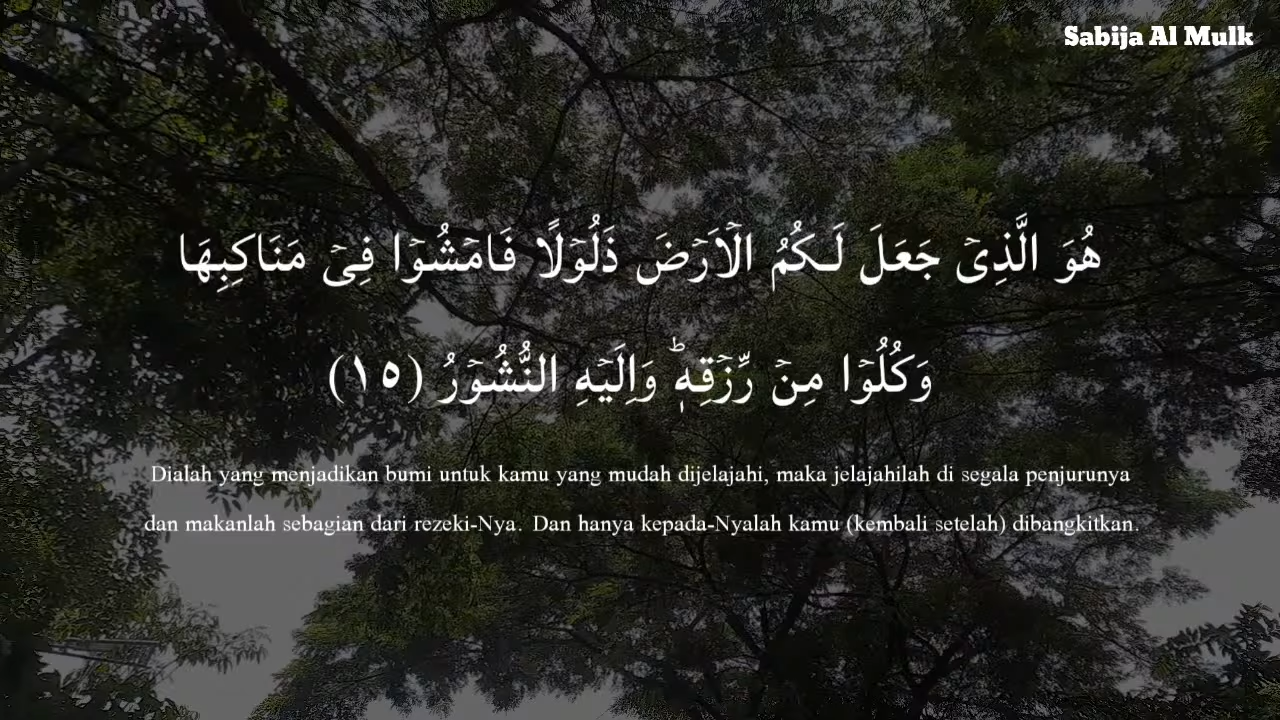 Sabija Al Mulk
هُوَ الَّذِيْ جَعَلَ لَـكُمُ الْاَرْضَ ذَلُوْلًا فَامْشُوْا فِيْ مَنَاكِبِهَا
وَكُلُوْا مِنْ رِّزْقِهٖؕ وَاِلَيْهِ النُّشُوْرُ (١٥)
Dialah yang menjadikan bumi untuk kamu yang mudah dijelajahi, maka jelajahilah di segala penjurunya
dan makanlah sebagian dari rezeki-Nya. Dan hanya kepada-Nyalah kamu (kembali setelah) dibangkitkan.